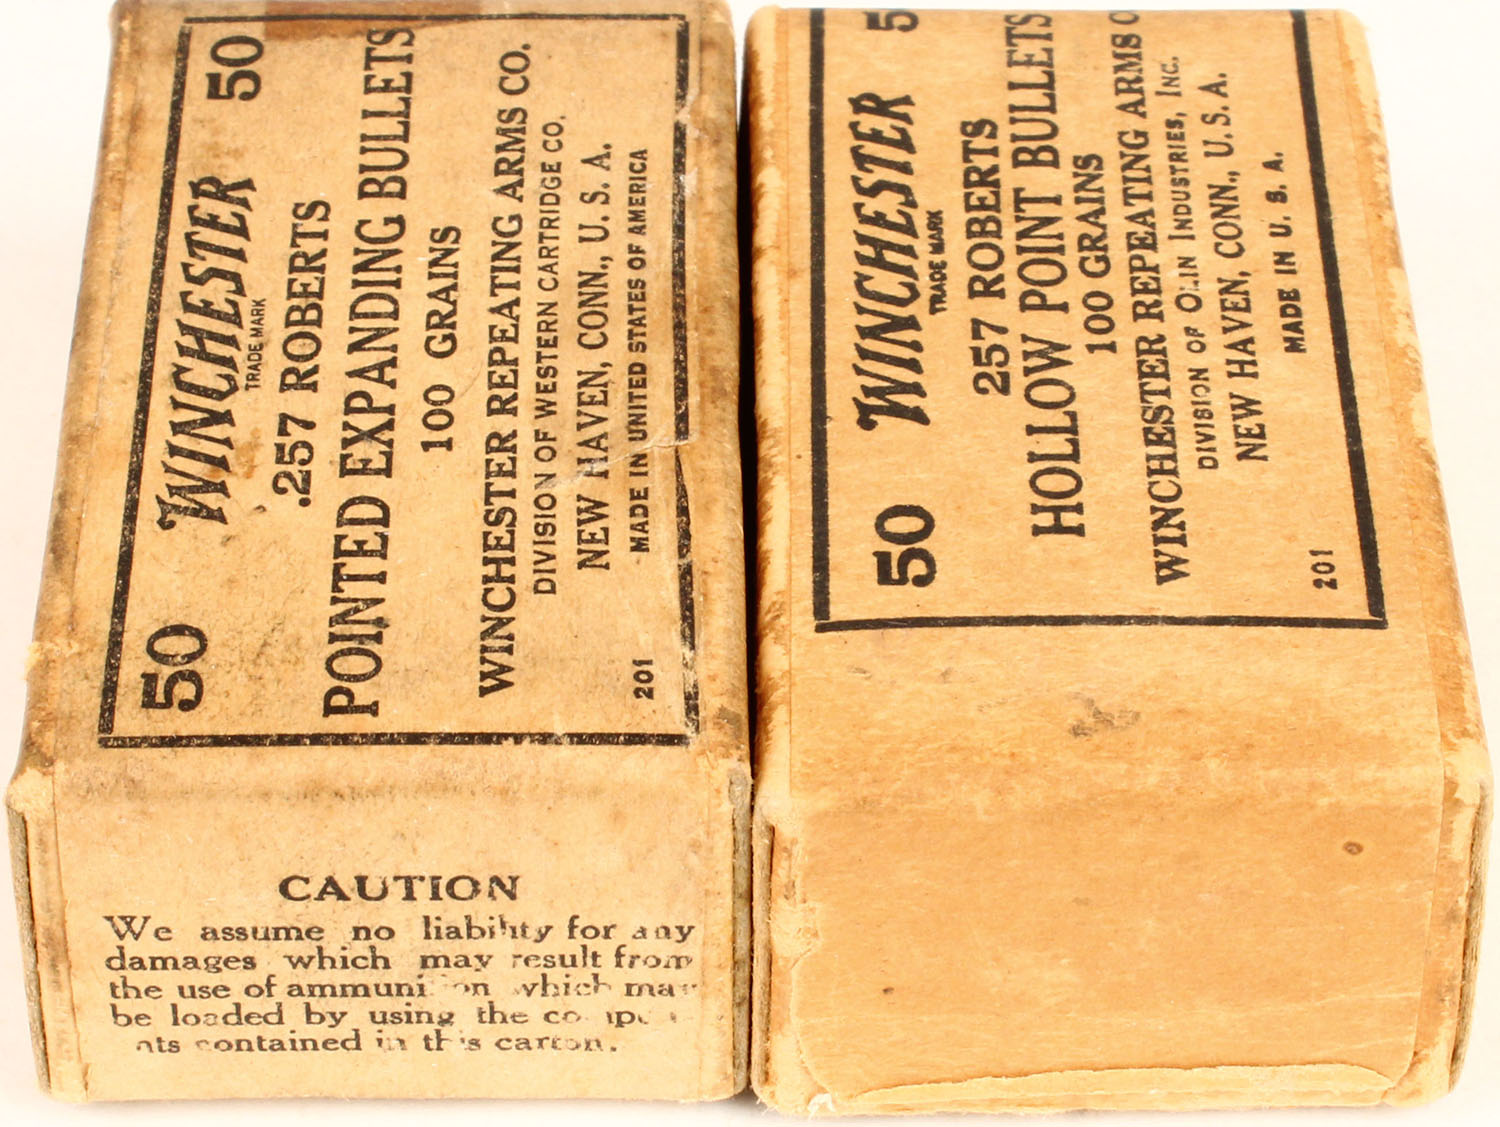 50 WINCHESTER 50
TRADE MARK
.257 ROBERTS
POINTED EXPANDING BULLETS
100 GRAINS
WINCHESTER REPEATING ARMS CO.
DIVISION OF WESTERN CARTRIDGE CO.
NEW HAVEN, CONN., U. S. A.
MADE IN UNITED STATES OF AMERICA
201
CAUTION
We assume no liability for any
damages which may result from
the use of ammunition which may
be loaded by using the
contained in this carton.
50 WINCHESTER 5
TRADE MARK
257 ROBERTS
HOLLOW POINT BULLETS
100 GRAINS
WINCHESTER REPEATING ARMS C
DIVISION OF OLIN INDUSTRIES, INC.
NEW HAVEN, CONN., U. S. A.
MADE IN U. S. A.
201